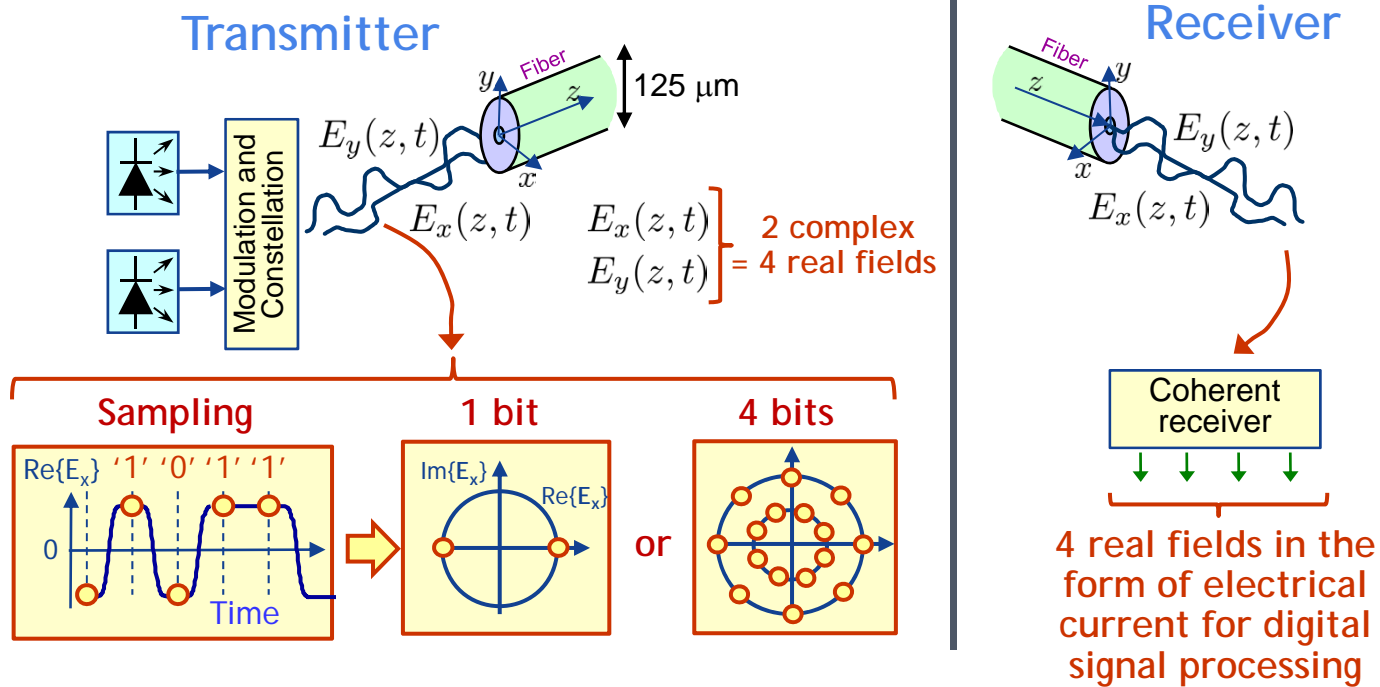 Transmitter
Fiber
y
z
125 μm
x
E_y(z, t)
E_x(z, t)
Modulation and
Constellation
E_x(z, t)
E_y(z, t)
2 complex
= 4 real fields
Sampling
1 bit
4 bits
Re{E_x} '1' '0' '1' '1'
0
Time
Im{E_x}
Re{E_x}
or
Receiver
Fiber
y
z
x
E_y(z, t)
E_x(z, t)
Coherent
receiver
4 real fields in the
form of electrical
current for digital
signal processing